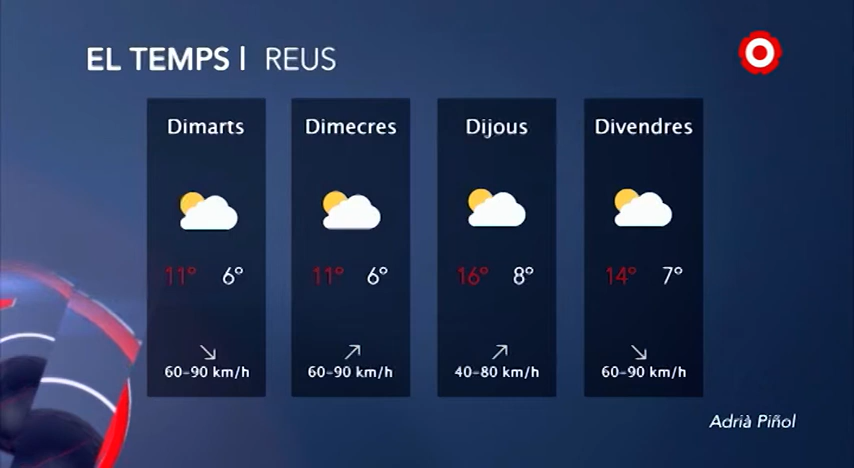 EL TEMPS | REUS
Dimarts
11° 6°
60-90 km/h
Dimecres
11° 6°
60-90 km/h
Dijous
16° 8°
40-80 km/h
Divendres
14° 7°
60-90 km/h
Adrià Piñol